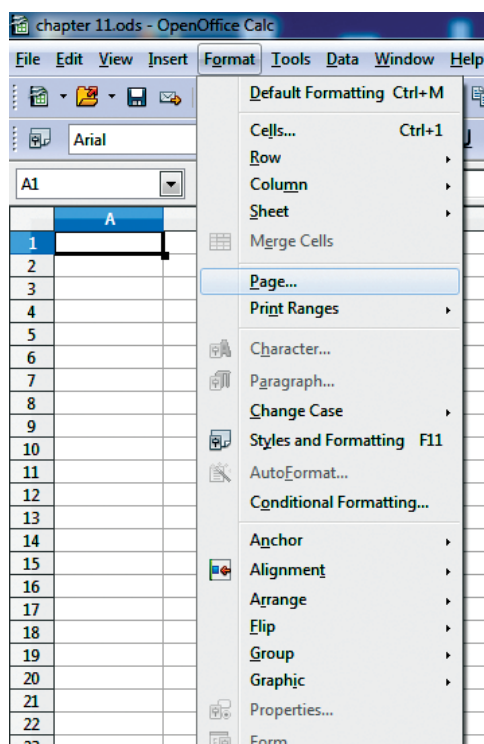 chapter 11.ods - OpenOffice Calc
File Edit View Insert Format Tools Data Window Help
Default Formatting Ctrl+M
Arial
Cells... Ctrl+1
Row
A1
Column
Sheet
A
Merge Cells
1
2
Page...
3
Print Ranges
4
5
Character...
6
Paragraph...
7
Change Case
8
9
Styles and Formatting F11
10
AutoFormat...
11
Conditional Formatting...
12
13
Anchor
14
Alignment
15
Arrange
16
17
Flip
18
Group
19
Graphic
20
21
Properties...
22
Form
23